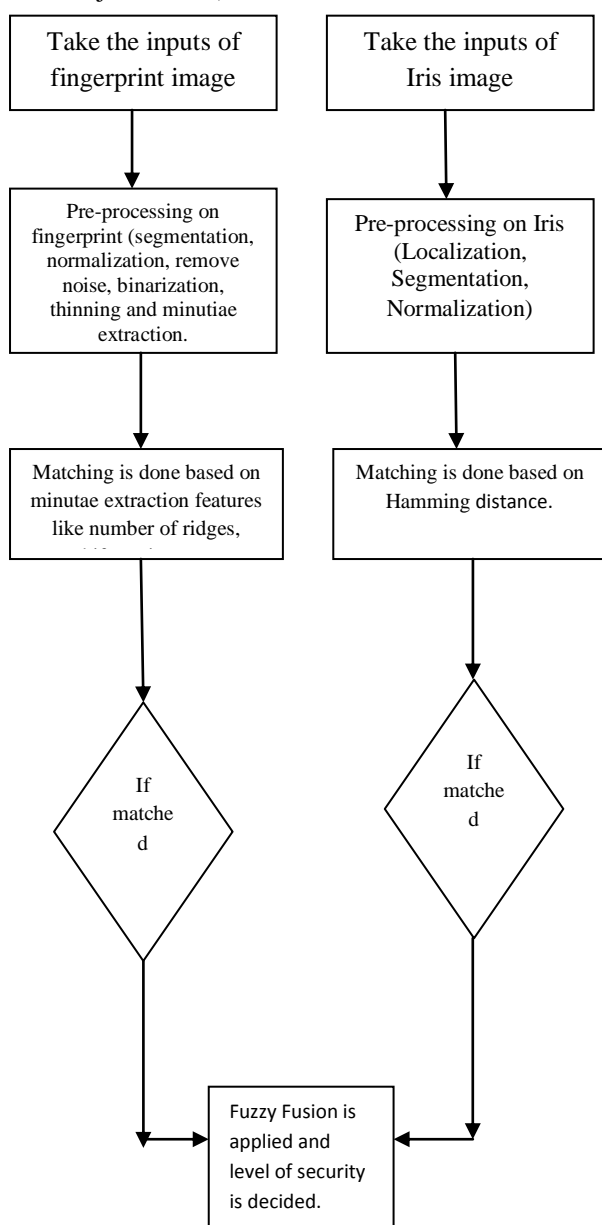 Take the inputs of
fingerprint image
Take the inputs of
Iris image
Pre-processing on
fingerprint (segmentation,
normalization, remove
noise, binarization,
thinning and minutiae
extraction.
Pre-processing on Iris
(Localization,
Segmentation,
Normalization)
Matching is done based on
minutae extraction features
like number of ridges,
Matching is done based on
Hamming distance.
If
matche
d
If
matche
d
Fuzzy Fusion is
applied and
level of security
is decided.